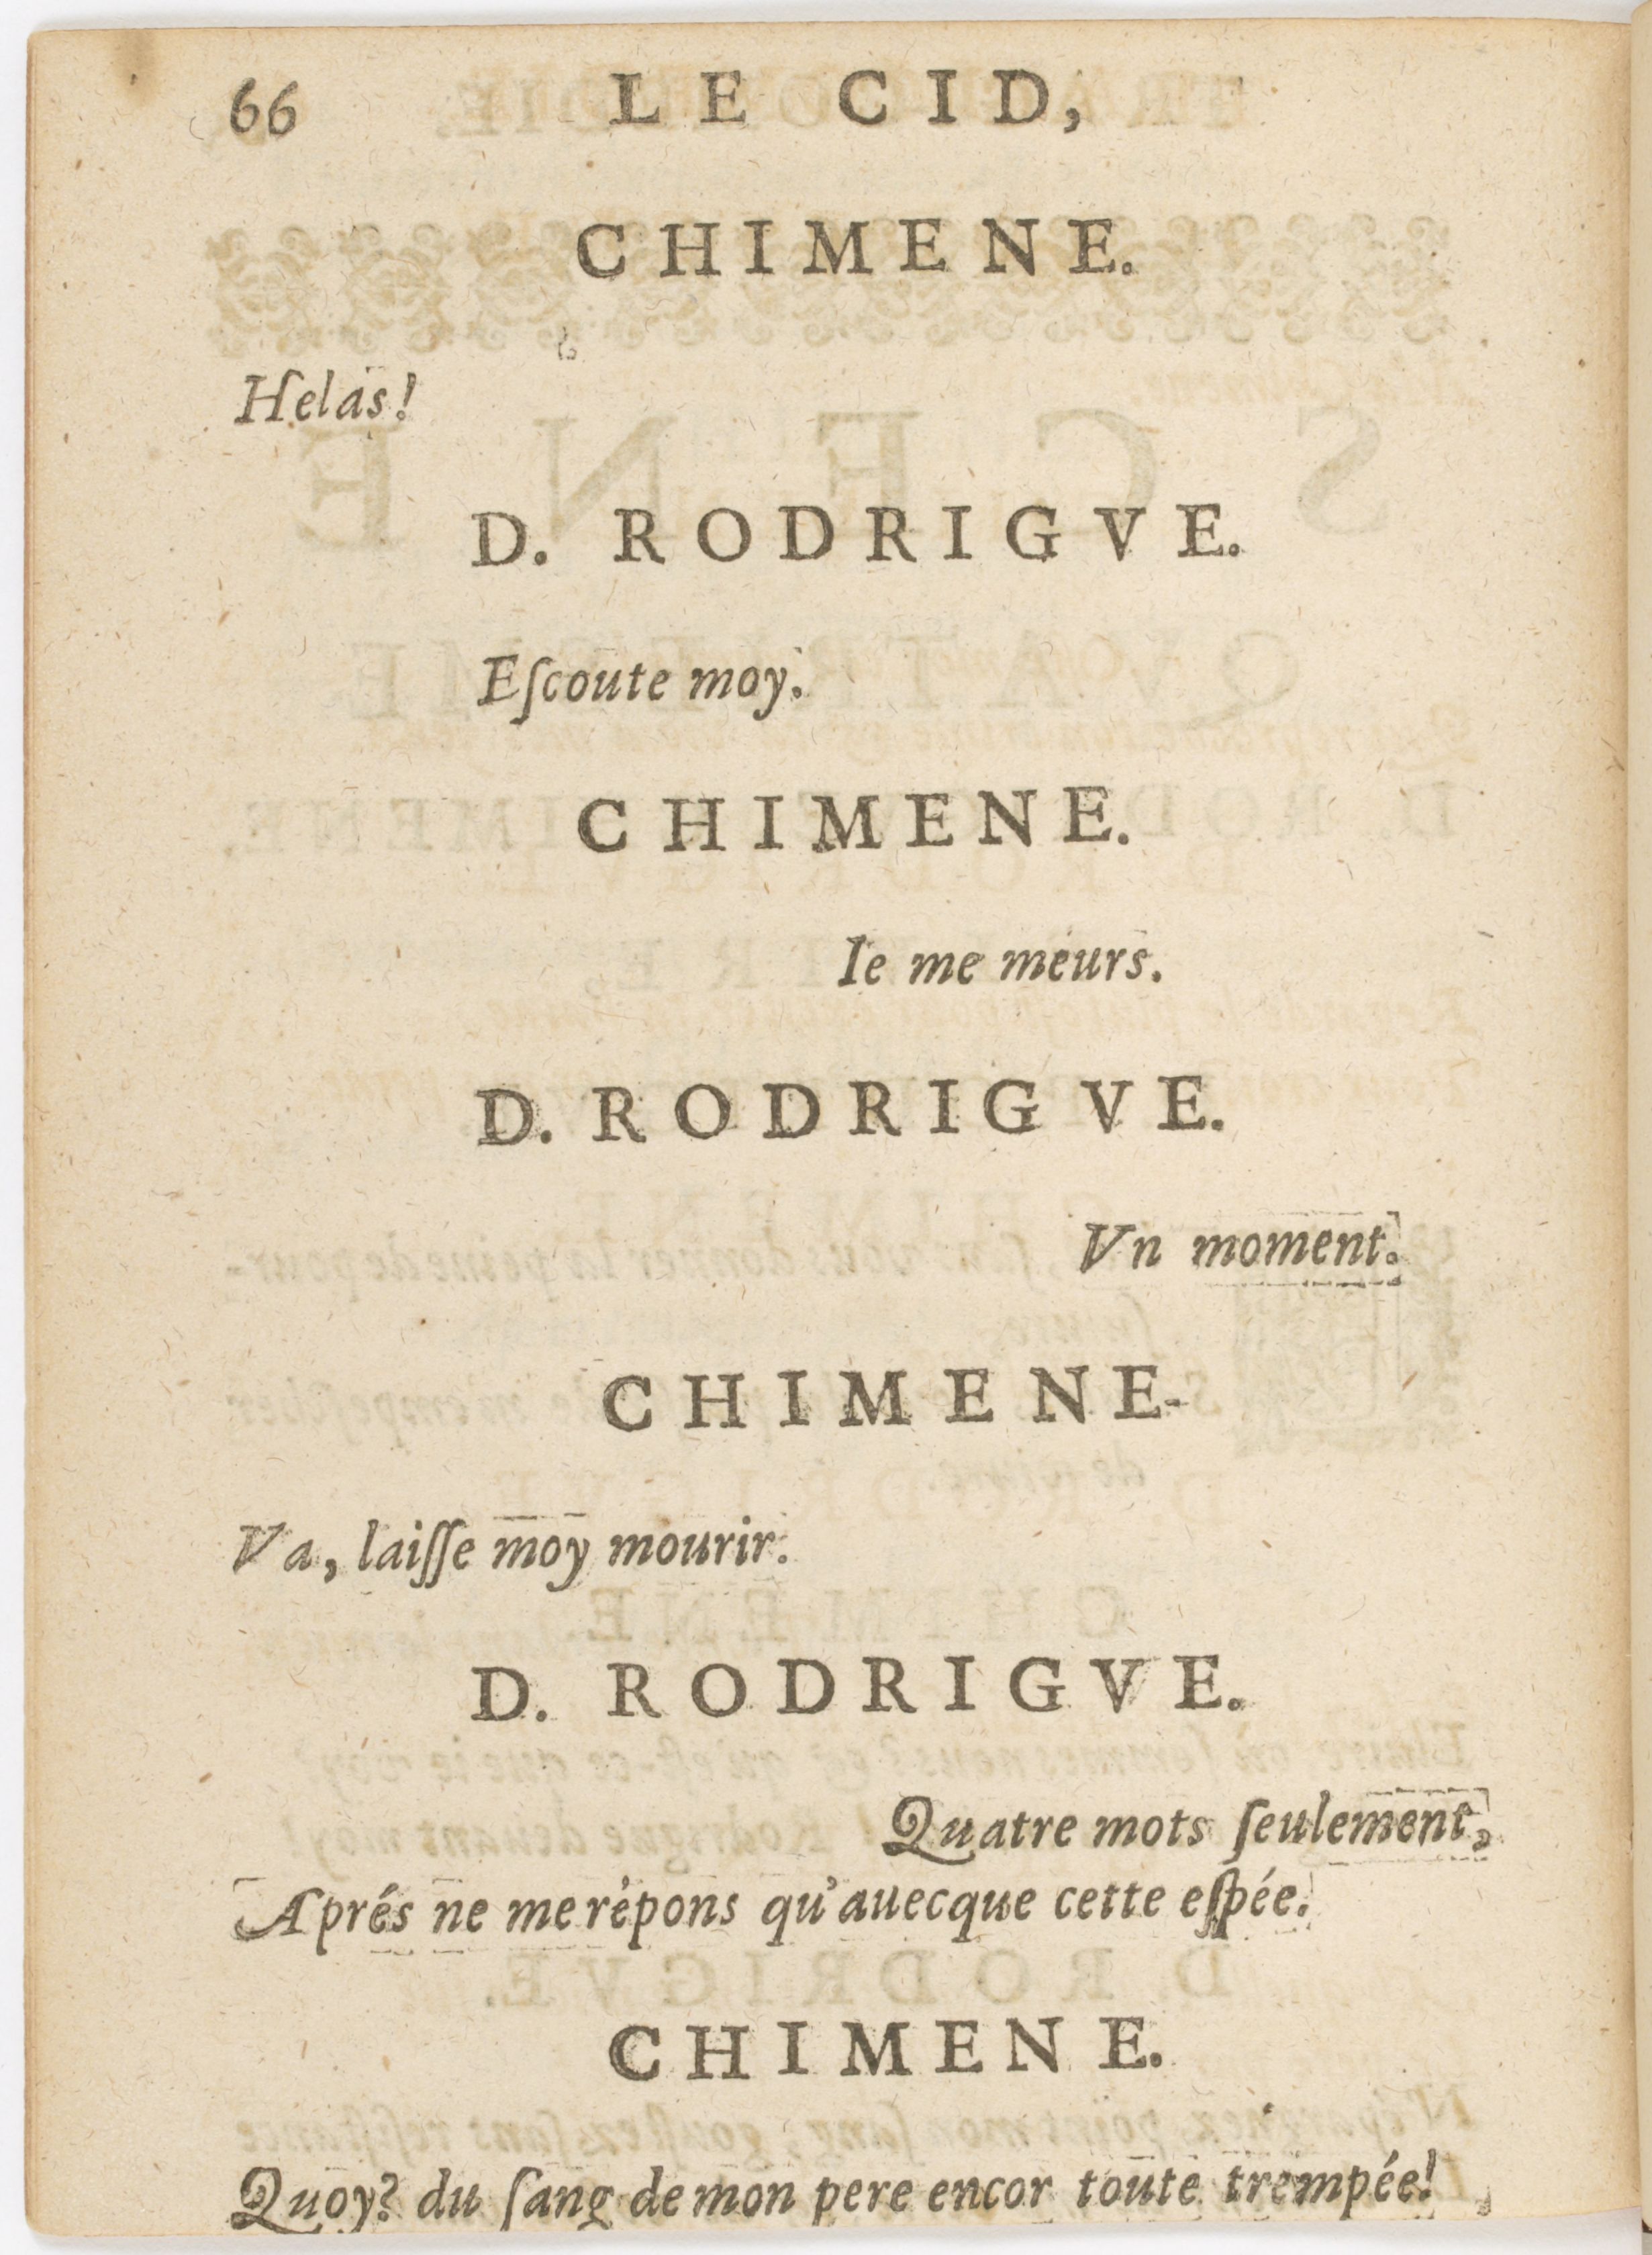 66 LE CID,
CHIMENE.
Helas!
D. RODRIGVE.
Eſcoute moy.
CHIMENE.
Ie me meurs.
D. RODRIGVE.
Vn moment.
CHIMENE-
Va, laiſſe moy mourir.
D. RODRIGVE.
Quatre mots ſeulement,
Aprés ne me répons qu'auecque cette eſpée.
CHIMENE.
Quoy? du ſang de mon pere encor toute trempée!